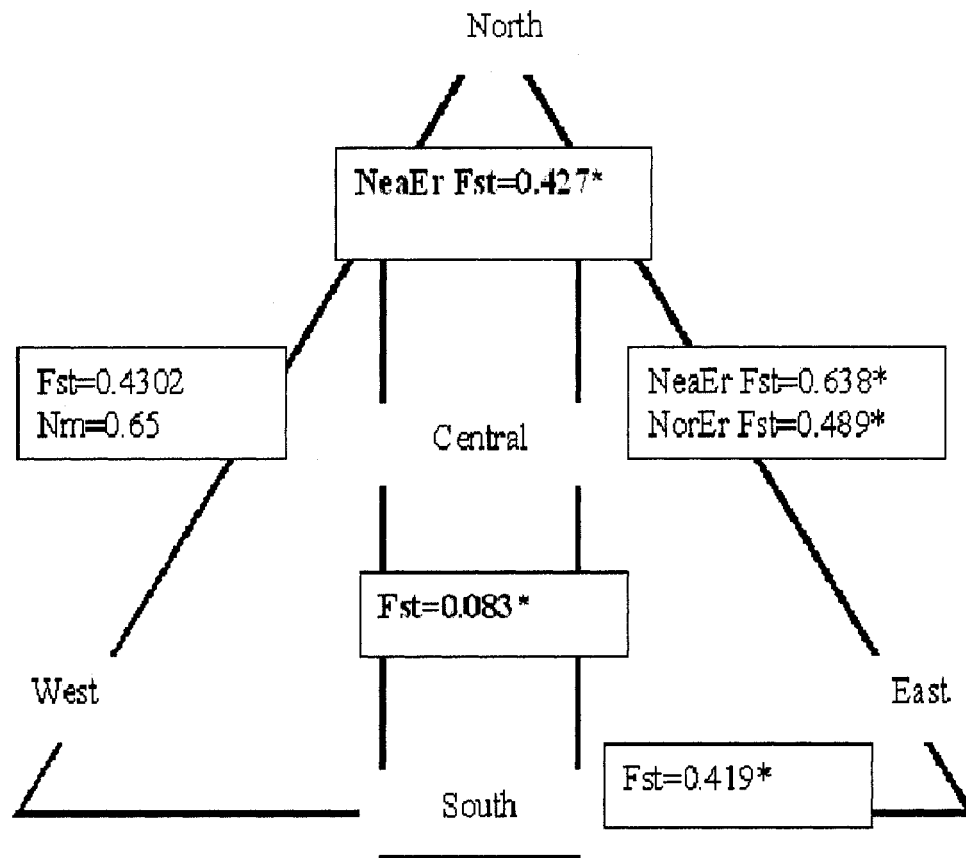 North
NeaEr Fst=0.427*
Fst=0.4302
Nm=0.65
NeaEr Fst=0.638*
NorEr Fst=0.489*
Central
Fst=0.083*
West
East
Fst=0.419*
South